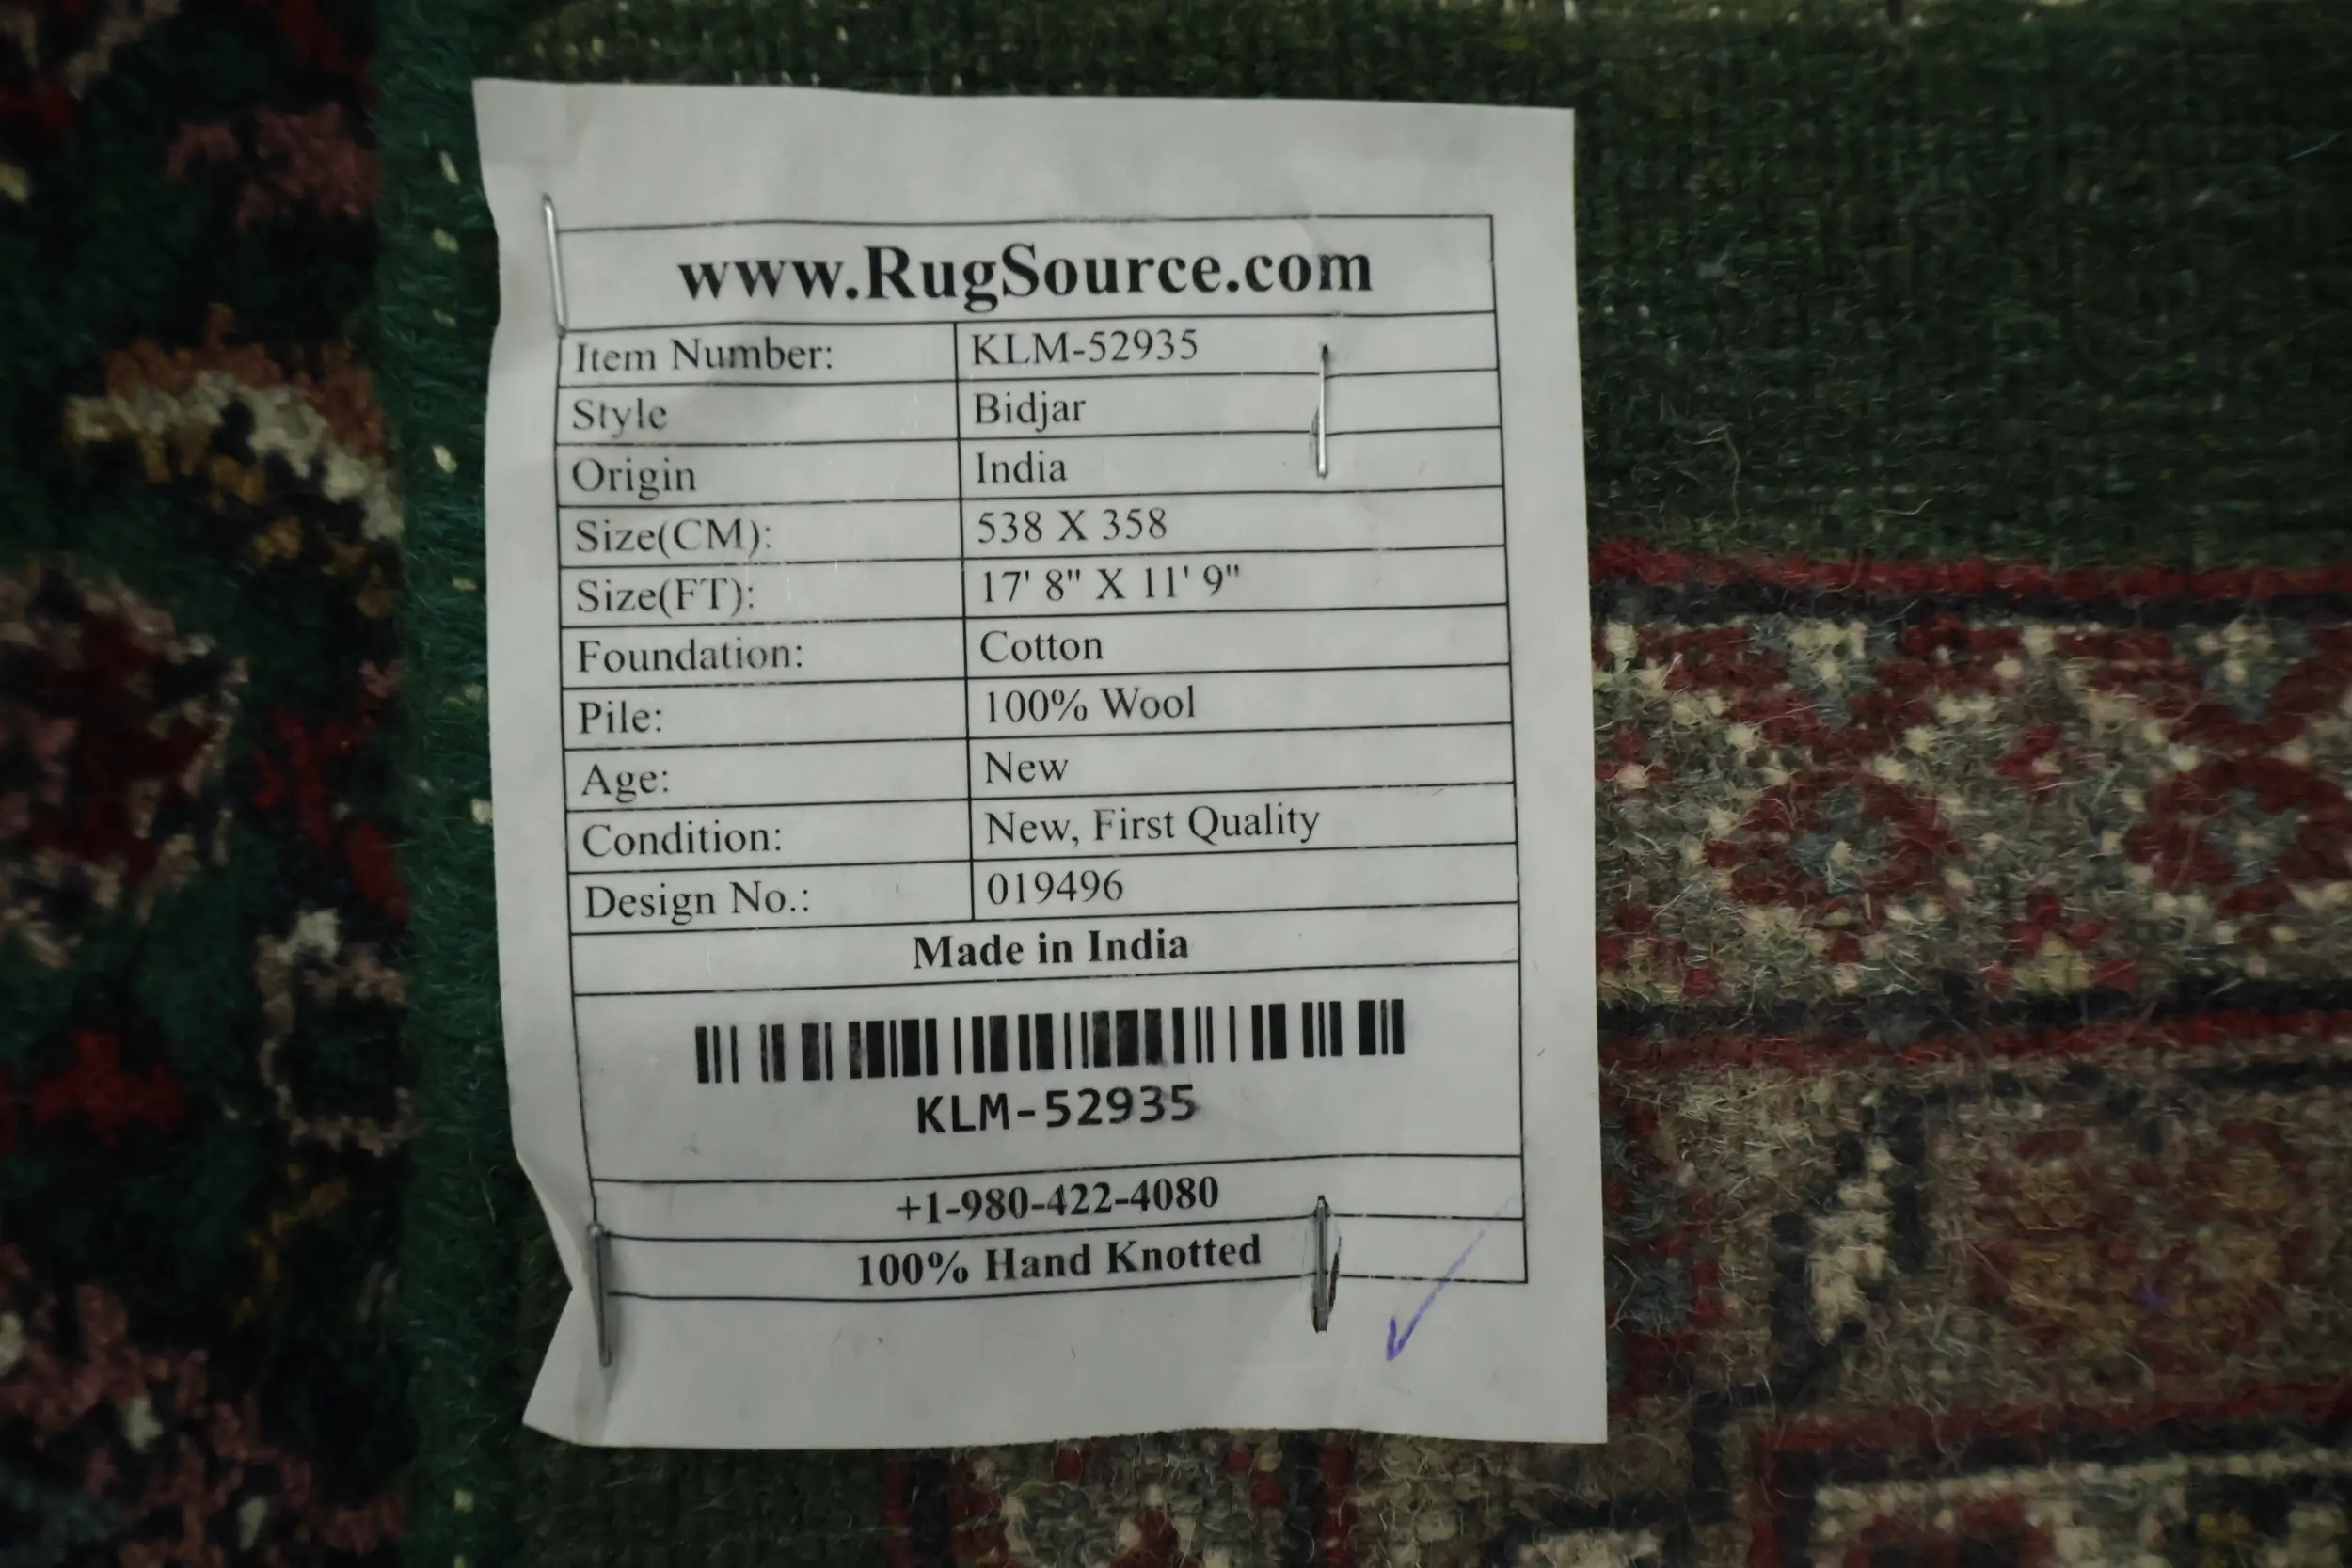 www.RugSource.com
Item Number: KLM-52935
Style Bidjar
Origin India
Size(CM): 538 X 358
Size(FT): 17' 8" X 11' 9"
Foundation: Cotton
Pile: 100% Wool
Age: New
Condition: New, First Quality
Design No.: 019496
Made in India
KLM-52935
+1-980-422-4080
100% Hand Knotted